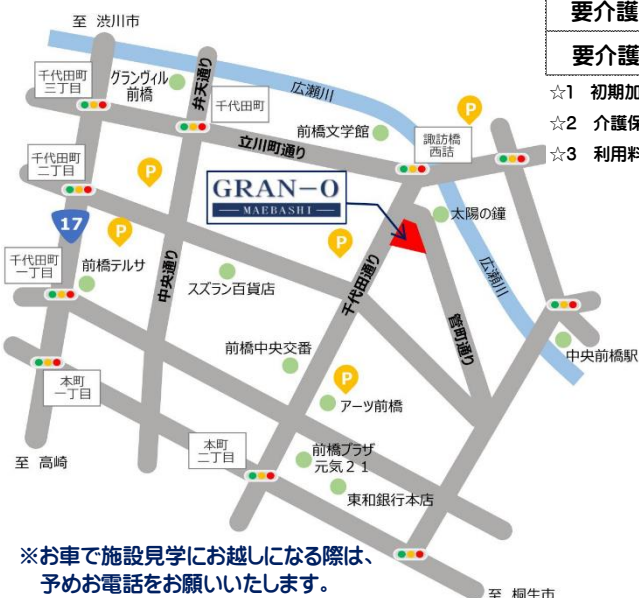 至 渋川市
要介護
要介護
☆1 初期加
☆2 介護保
☆3 利用料
千代田町
三丁目
グランヴィル
前橋
弁天通り
千代田町
広瀬川
P
立川町通り
前橋文学館
諏訪橋
西詰
千代田町
二丁目
P
GRAN-O
MAEBASHI
太陽の鐘
17
P
P
千代田町
一丁目
前橋テルサ
中央通り
スズラン百貨店
千代田通り
広瀬川
管町通り
前橋中央交番
中央前橋駅
P
アーツ前橋
本町
一丁目
本町
二丁目
前橋プラザ
元気21
至 高崎
東和銀行本店
※お車で施設見学にお越しになる際は、
予めお電話をお願いいたします。
至 桐生市